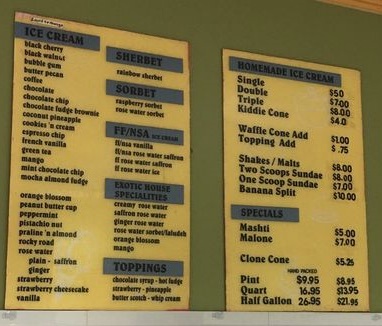 ICE CREAM
black cherry
black walnut
bubble gum
butter pecan
coffee
chocolate
chocolate chip
chocolate fudge brownie
coconut pineapple
cookies 'n cream
espresso chip
french vanilla
green tea
mango
mint chocolate chip
mocha almond fudge
orange blossom
peanut butter cup
peppermint
pistachio nut
praline 'n almond
rocky road
rose water
plain - saffron
ginger
strawberry
strawberry cheesecake
vanilla
SHERBET
rainbow sherbet
SORBET
raspberry sorbet
rose water sorbet
FF/NSA ICE CREAM
ff/nsa vanilla
ff/nsa rose water saffron
ff rose water saffron
ff rose water ice
EXOTIC HOUSE
SPECIALITIES
creamy rose water
saffron rose water
ginger rose water
rose water sorbet/faludeh
orange blossom
mango
TOPPINGS
chocolate syrup - hot fudge
strawberry - pineapple
butter scotch - whip cream
HOMEMADE ICE CREAM
Single $5.0
Double $7.00
Triple $8.00
Kiddie Cone $4.0
Waffle Cone Add $1.00
Topping Add $ .75
Shakes / Malts $8.00
Two Scoops Sundae $8.00
One Scoop Sundae $7.00
Banana Split $10.00
SPECIALS
Mashti $5.00
Malone $7.00
Clone Cone $5.25
HAND PACKED
Pint $9.95 $8.95
Quart 16.95 $13.95
Half Gallon 26.95 $21.95